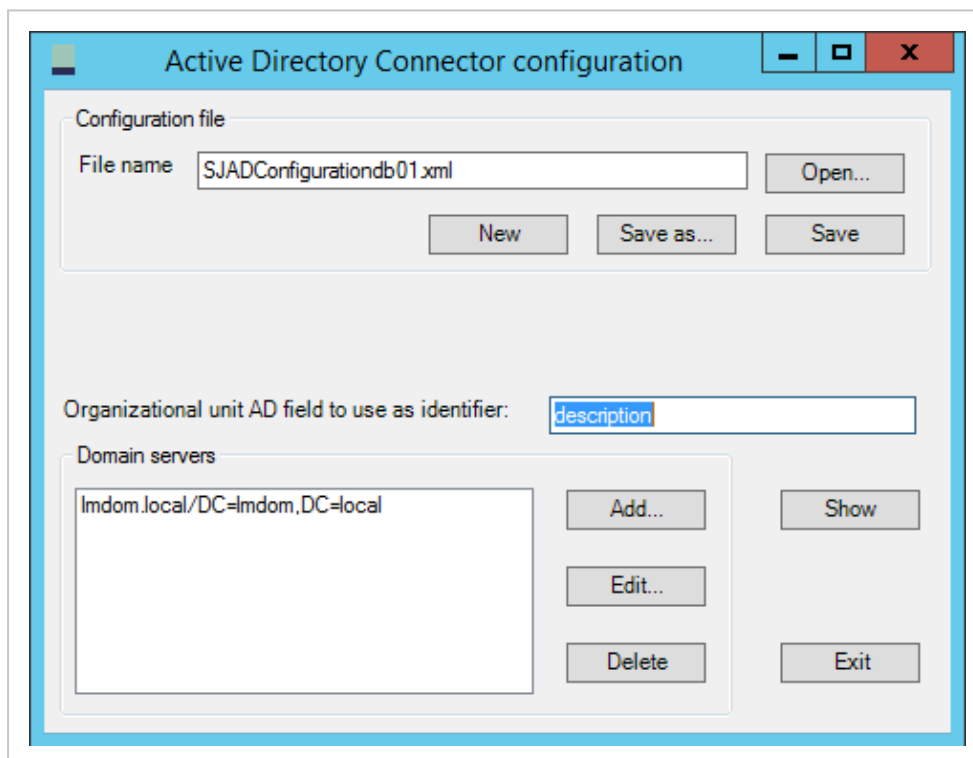 Active Directory Connector configuration
Configuration file
File name SJADConfigurationdb01.xml Open...
New Save as... Save
Organizational unit AD field to use as identifier: description
Domain servers
lmdom.local/DC=lmdom,DC=local Add... Show
Edit...
Delete Exit